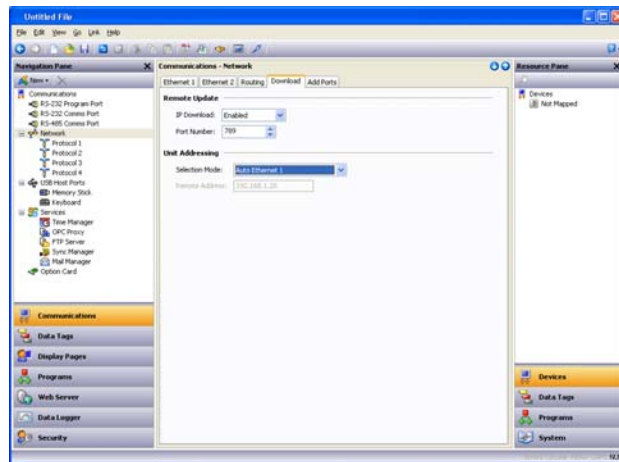 Untitled File
File Edit View Go Link Help
Navigation Pane
Communications - Network
Resource Pane
New
Ethernet 1 Ethernet 2 Routing Download Add Ports
Communications
RS-232 Program Port
RS-232 Comms Port
RS-485 Comms Port
Network
Protocol 1
Protocol 2
Protocol 3
Protocol 4
USB Host Ports
Memory Stick
Keyboard
Services
Time Manager
OPC Proxy
FTP Server
Sync Manager
Mail Manager
Option Card
Remote Update
IP Download: Enabled
Port Number: 789
Unit Addressing
Selection Mode: Auto Ethernet 1
Remote Address: 192.168.1.20
Devices
Not Mapped
Communications
Data Tags
Display Pages
Programs
Web Server
Data Logger
Security
Devices
Data Tags
Programs
System